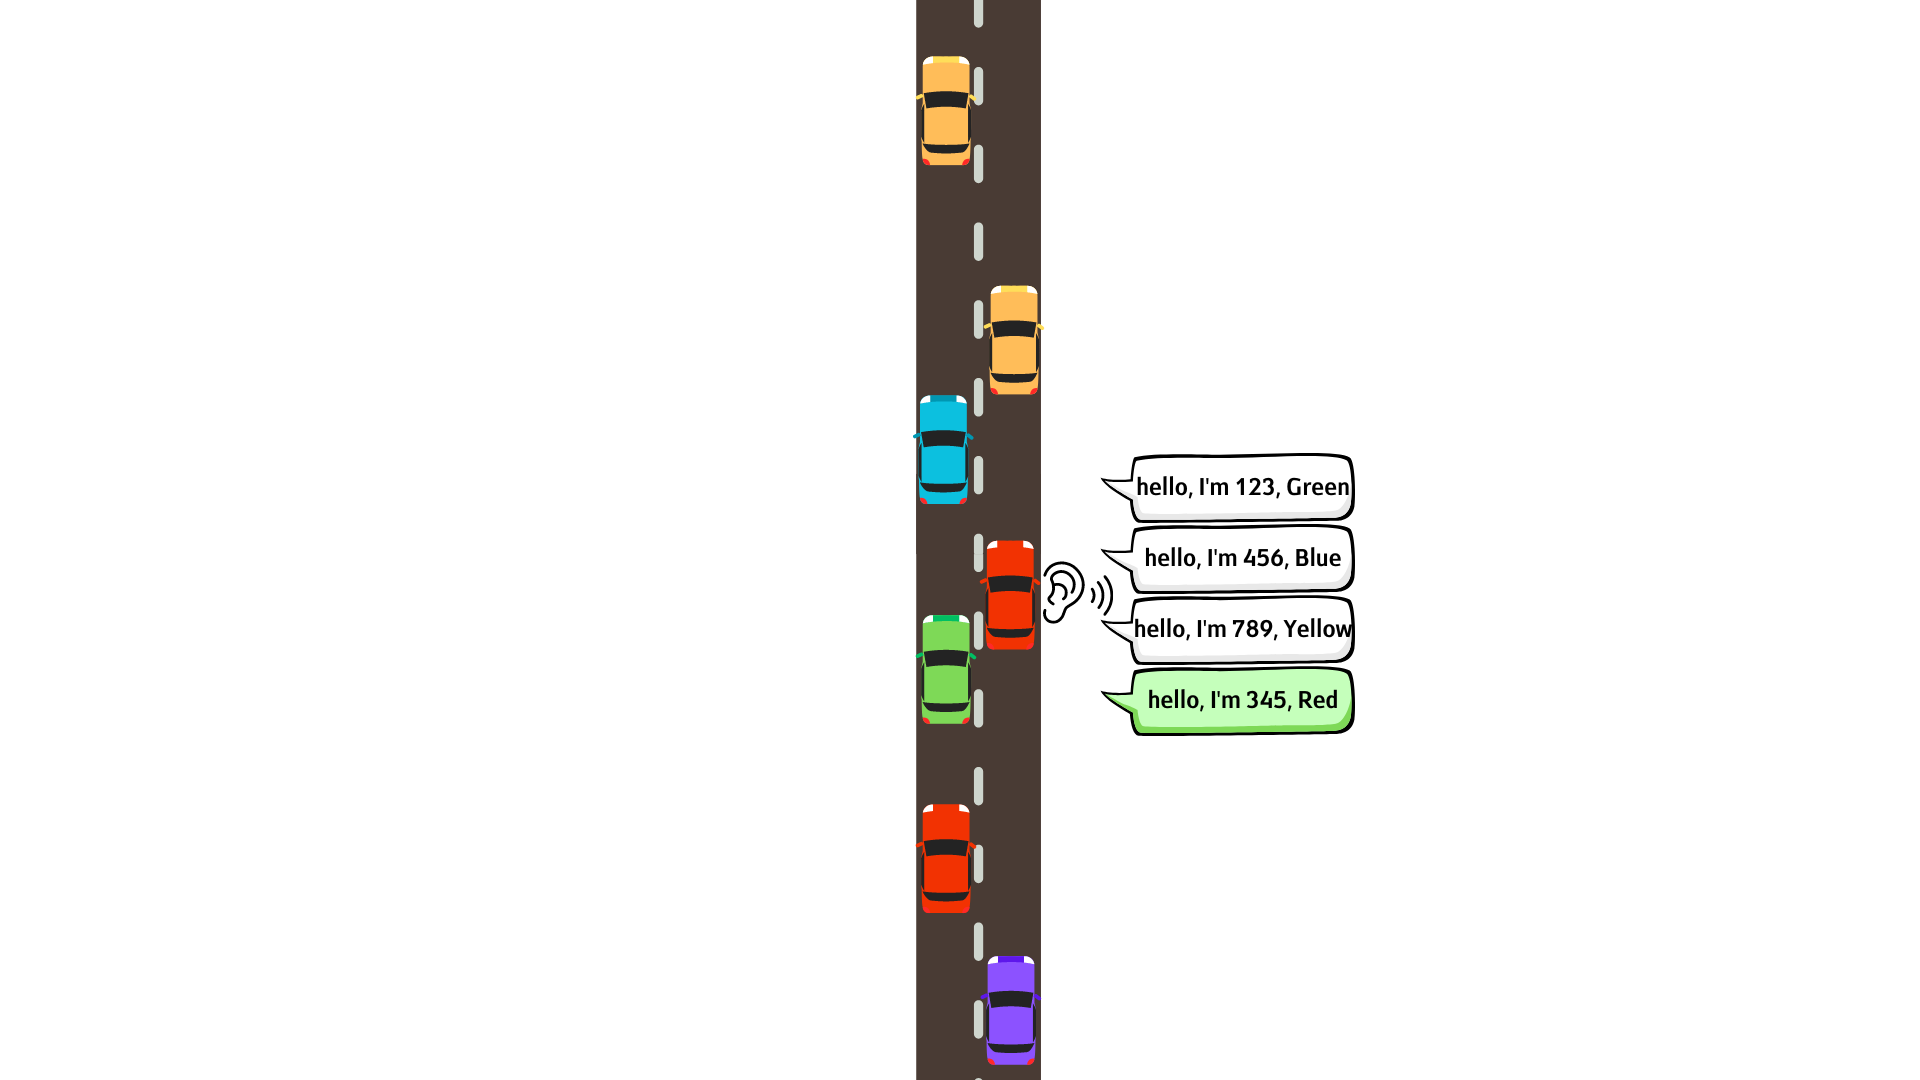 hello, I'm 123, Green
hello, I'm 456, Blue
hello, I'm 789, Yellow
hello, I'm 345, Red